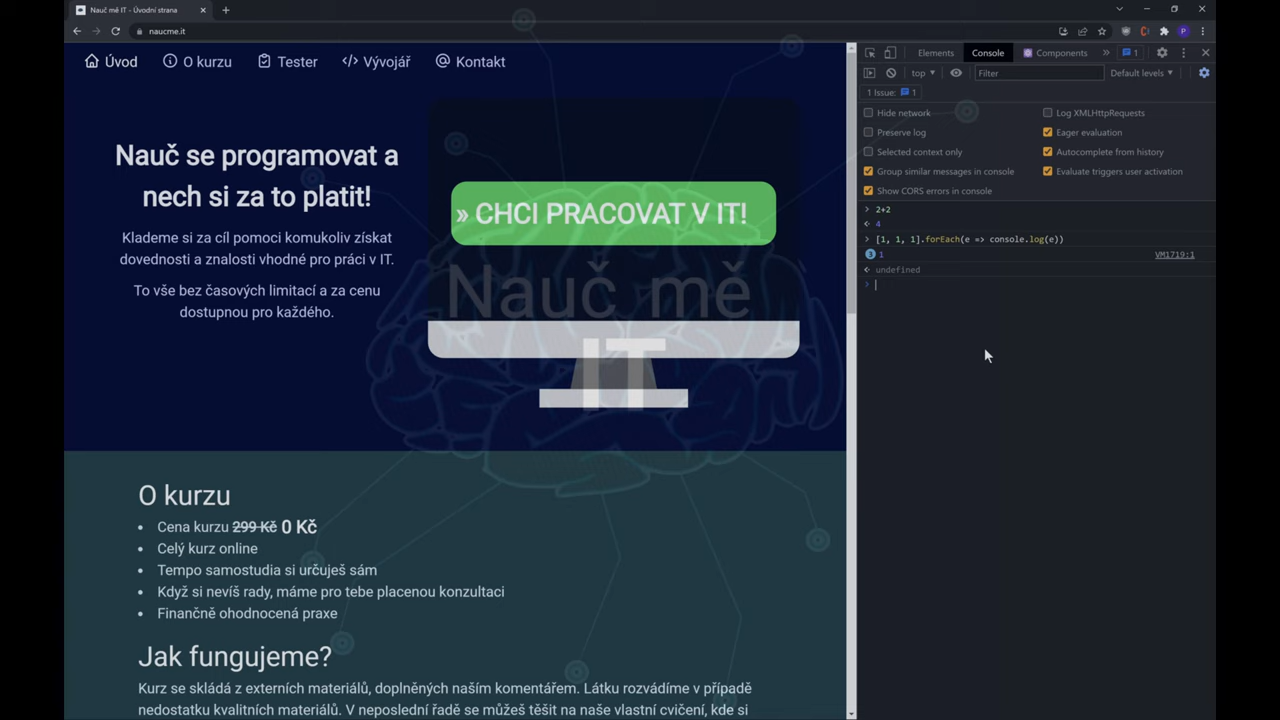 Nauč mě IT - Úvodní strana
naucme.it
Úvod
O kurzu
Tester
Vývojář
Kontakt
Nauč se programovat a
nech si za to platit!
Klademe si za cíl pomoci komukoliv získat
dovednosti a znalosti vhodné pro práci v IT.
To vše bez časových limitací a za cenu
dostupnou pro každého.
» CHCI PRACOVAT V IT!
Nauč mě
IT
O kurzu
• Cena kurzu 299 Kč 0 Kč
• Celý kurz online
• Tempo samostudia si určuješ sám
• Když si nevíš rady, máme pro tebe placenou konzultaci
• Finančně ohodnocená praxe
Jak fungujeme?
Kurz se skládá z externích materiálů, doplněných naším komentářem. Látku rozvádíme v případě
nedostatku kvalitních materiálů. V neposlední řadě se můžeš těšit na naše vlastní cvičení, kde si
P
Elements
Console
Components
» 1
top
Filter
Default levels
1 Issue: 1
Hide network
Log XMLHttpRequests
Preserve log
Eager evaluation
Selected context only
Autocomplete from history
Group similar messages in console
Evaluate triggers user activation
Show CORS errors in console
> 2+2
4
> [1, 1, 1].forEach(e => console.log(e))
3 1 VM1719:1
undefined
>